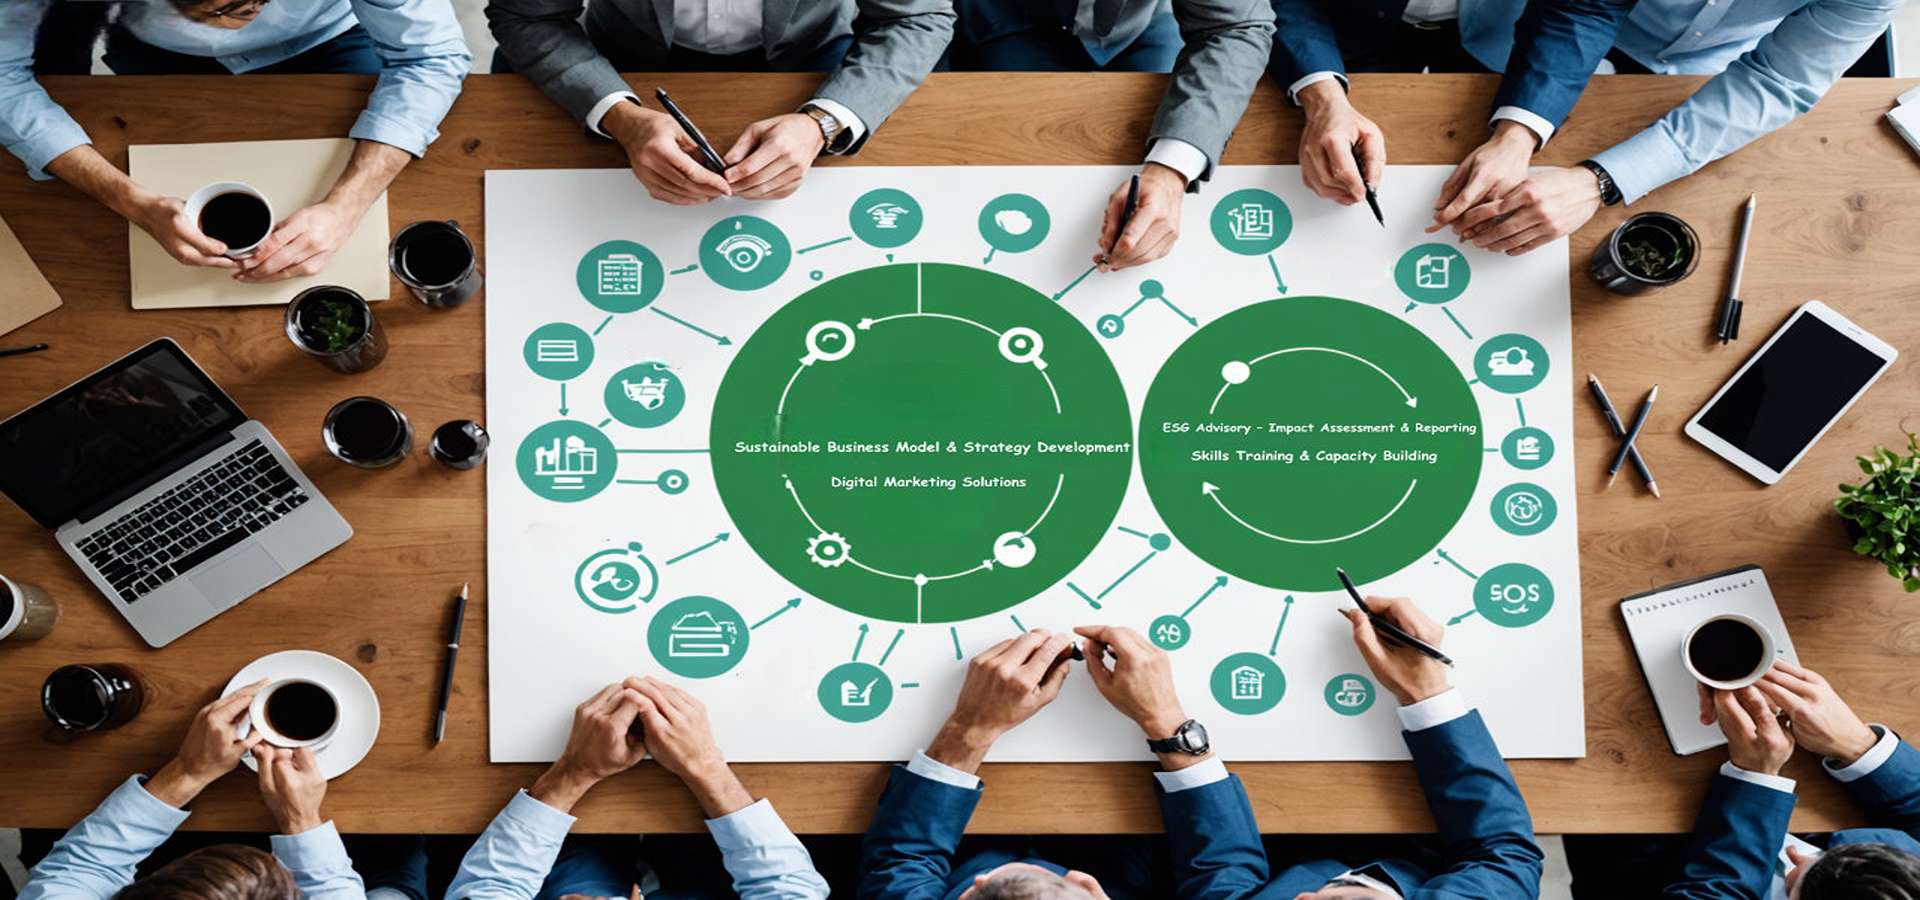 Sustainable Business Model & Strategy Development
Digital Marketing Solutions
ESG Advisory - Impact Assessment & Reporting
Skills Training & Capacity Building
SOS